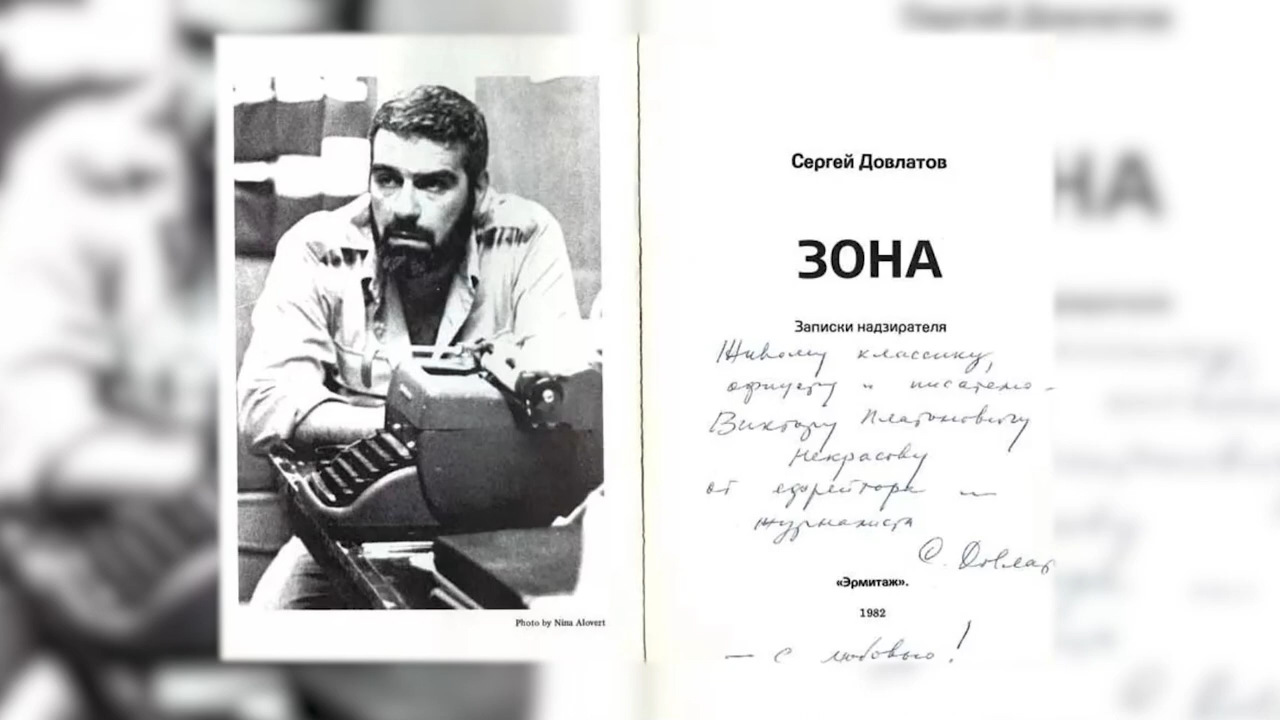 Photo by Nina Alovert
Сергей Довлатов
ЗОНА
Записки надзирателя
Живому классику,
офицеру и писателю –
Виктору Платоновичу
Некрасову
от ефрейтора и
журналиста
С. Довлат
«Эрмитаж».
1982
— с любовью!